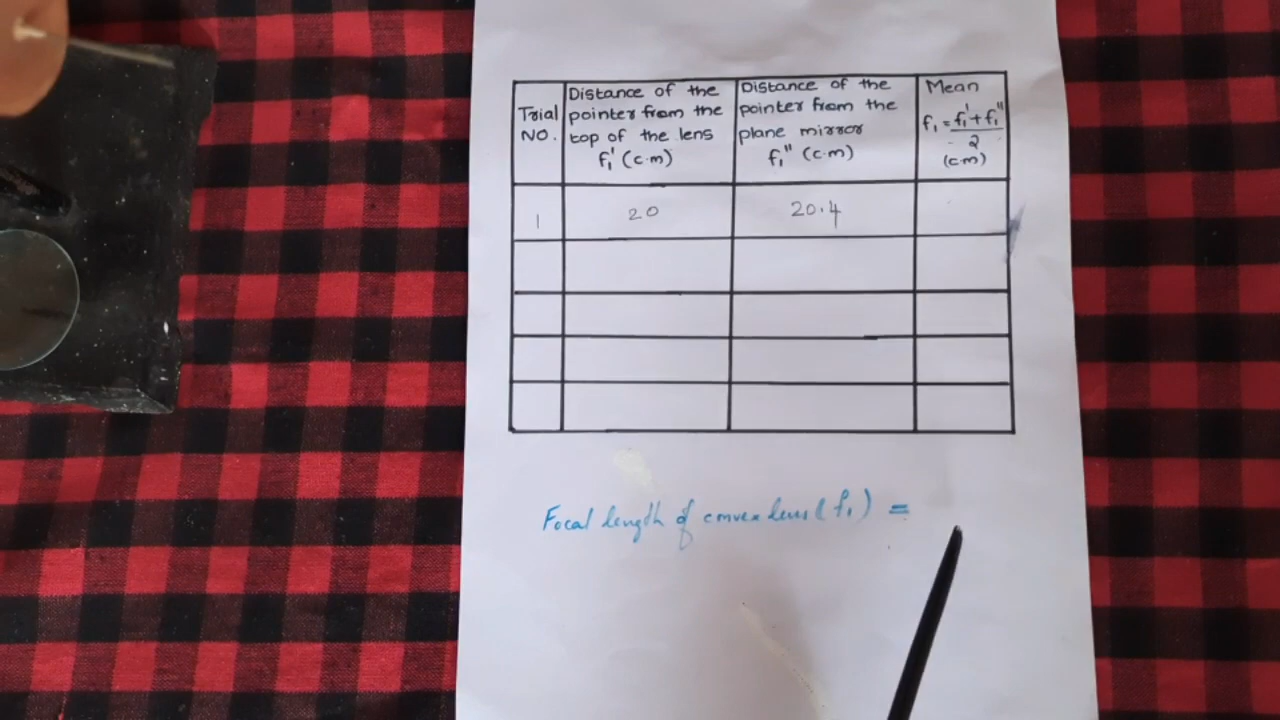 Trial
NO.
Distance of the
pointer from the
top of the lens
f₁' (c.m)
Distance of the
pointer from the
plane mirror
f₁'' (c.m)
Mean
f₁ = f₁' + f₁''
2
(c.m)
1 20 20.4
Focal length of convex lens (f₁) =